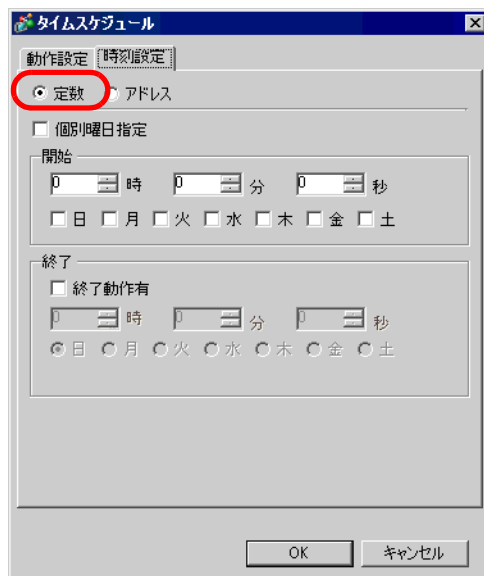 タイムスケジュール
動作設定 時刻設定
定数 アドレス
個別曜日指定
開始
0 時 0 分 0 秒
日 月 火 水 木 金 土
終了
終了動作有
0 時 0 分 0 秒
日 月 火 水 木 金 土
OK キャンセル